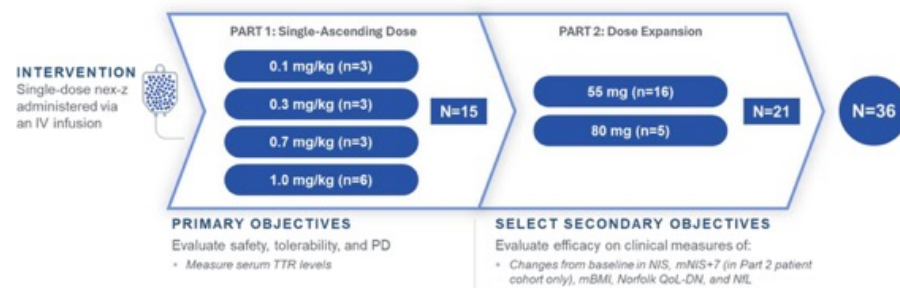 PART 1: Single-Ascending Dose
PART 2: Dose Expansion
INTERVENTION
Single-dose nex-z
administered via
an IV infusion
0.1 mg/kg (n=3)
0.3 mg/kg (n=3)
0.7 mg/kg (n=3)
1.0 mg/kg (n=6)
N=15
55 mg (n=16)
80 mg (n=5)
N=21
N=36
PRIMARY OBJECTIVES
Evaluate safety, tolerability, and PD
• Measure serum TTR levels
SELECT SECONDARY OBJECTIVES
Evaluate efficacy on clinical measures of:
• Changes from baseline in NIS, mNIS+7 (in Part 2 patient
cohort only), mBMI, Norfolk QoL-DN, and NfL